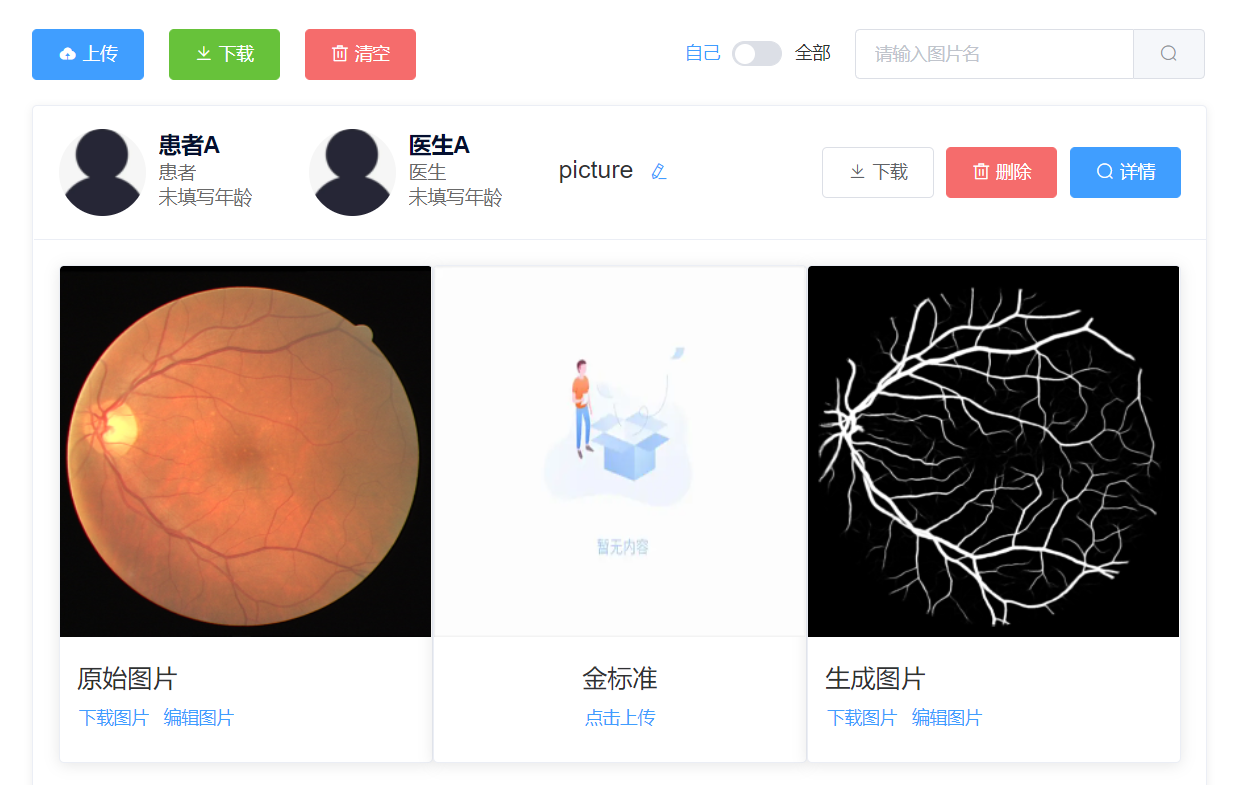 上传 下载 清空 自己 全部 请输入图片名
患者A
患者
未填写年龄
医生A
医生
未填写年龄
picture
下载 删除 详情
暂无内容
原始图片
下载图片 编辑图片
金标准
点击上传
生成图片
下载图片 编辑图片